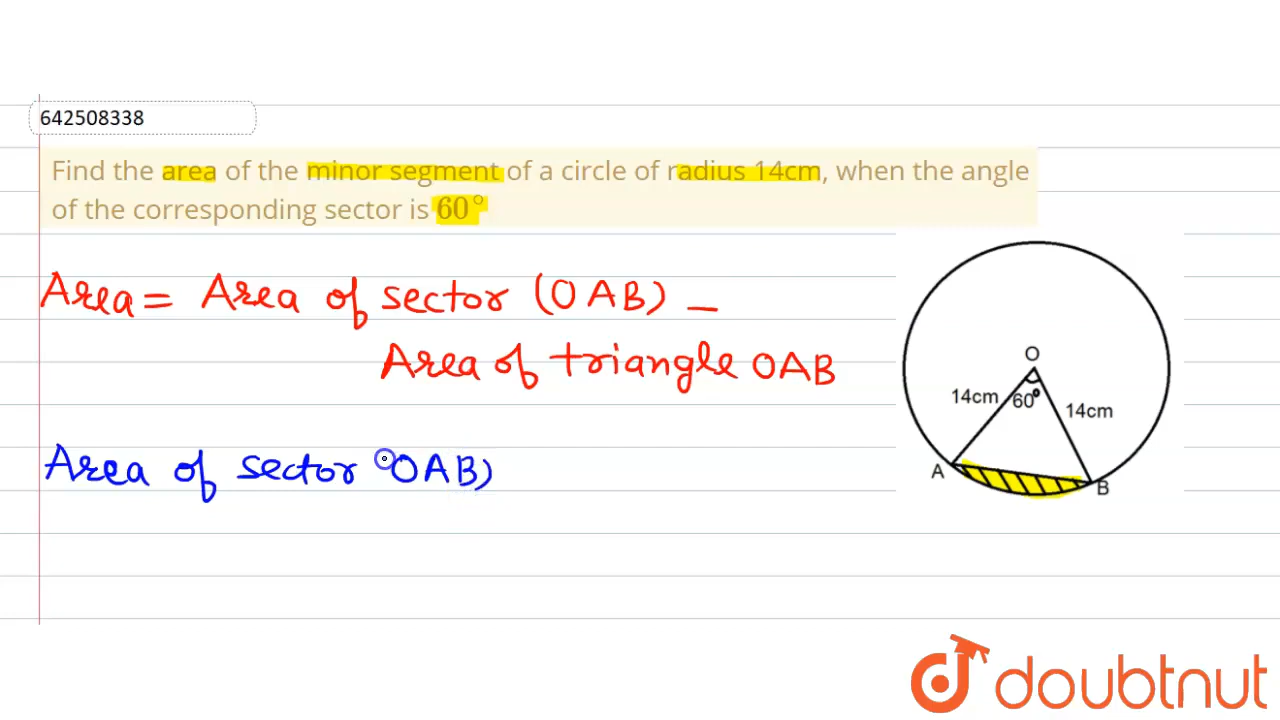 642508338
Find the area of the minor segment of a circle of radius 14cm, when the angle
of the corresponding sector is 60°
Area = Area of sector (OAB) –
Area of triangle OAB
Area of sector OAB)
O
14cm 60° 14cm
A
B
doubtnut